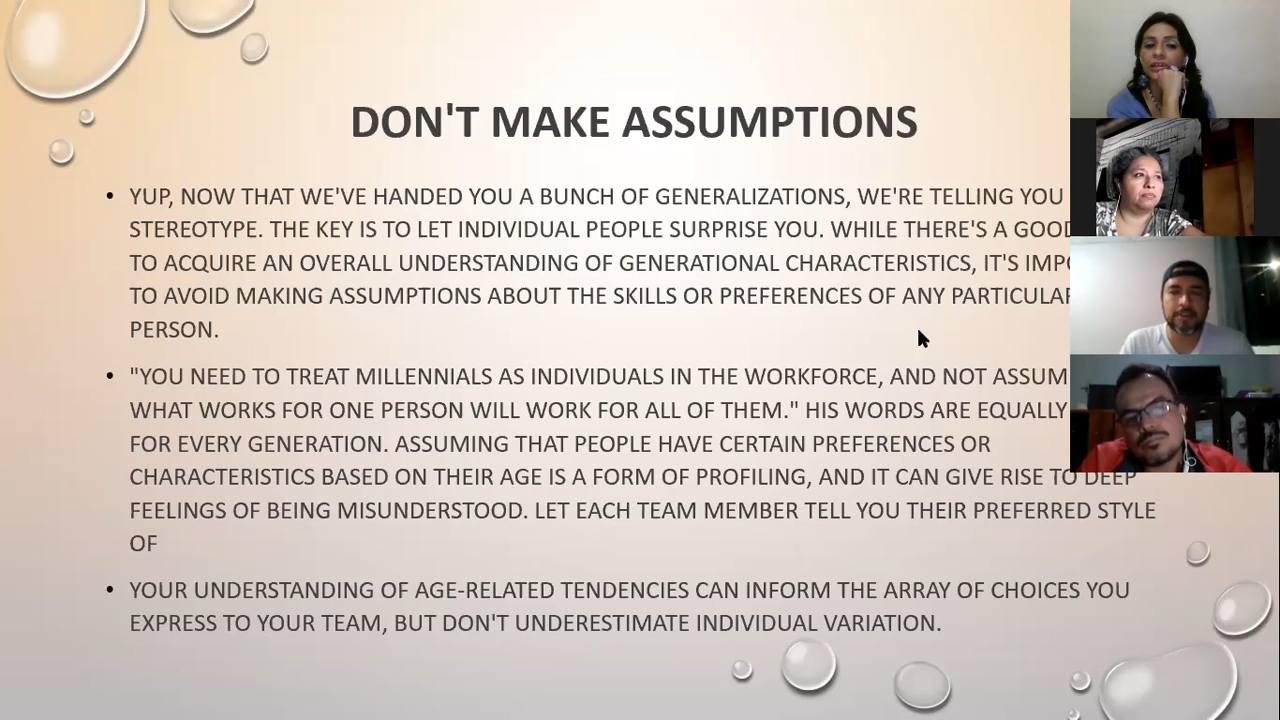 DON'T MAKE ASSUMPTIONS
• YUP, NOW THAT WE'VE HANDED YOU A BUNCH OF GENERALIZATIONS, WE'RE TELLING YOU
STEREOTYPE. THE KEY IS TO LET INDIVIDUAL PEOPLE SURPRISE YOU. WHILE THERE'S A GOOD
TO ACQUIRE AN OVERALL UNDERSTANDING OF GENERATIONAL CHARACTERISTICS, IT'S
TO AVOID MAKING ASSUMPTIONS ABOUT THE SKILLS OR PREFERENCES OF ANY PARTICULAR
PERSON.
• "YOU NEED TO TREAT MILLENNIALS AS INDIVIDUALS IN THE WORKFORCE, AND NOT
WHAT WORKS FOR ONE PERSON WILL WORK FOR ALL OF THEM." HIS WORDS ARE EQUALLY
FOR EVERY GENERATION. ASSUMING THAT PEOPLE HAVE CERTAIN PREFERENCES OR
CHARACTERISTICS BASED ON THEIR AGE IS A FORM OF PROFILING, AND IT CAN GIVE RISE TO DEEP
FEELINGS OF BEING MISUNDERSTOOD. LET EACH TEAM MEMBER TELL YOU THEIR PREFERRED STYLE
OF
• YOUR UNDERSTANDING OF AGE-RELATED TENDENCIES CAN INFORM THE ARRAY OF CHOICES YOU
EXPRESS TO YOUR TEAM, BUT DON'T UNDERESTIMATE INDIVIDUAL VARIATION.